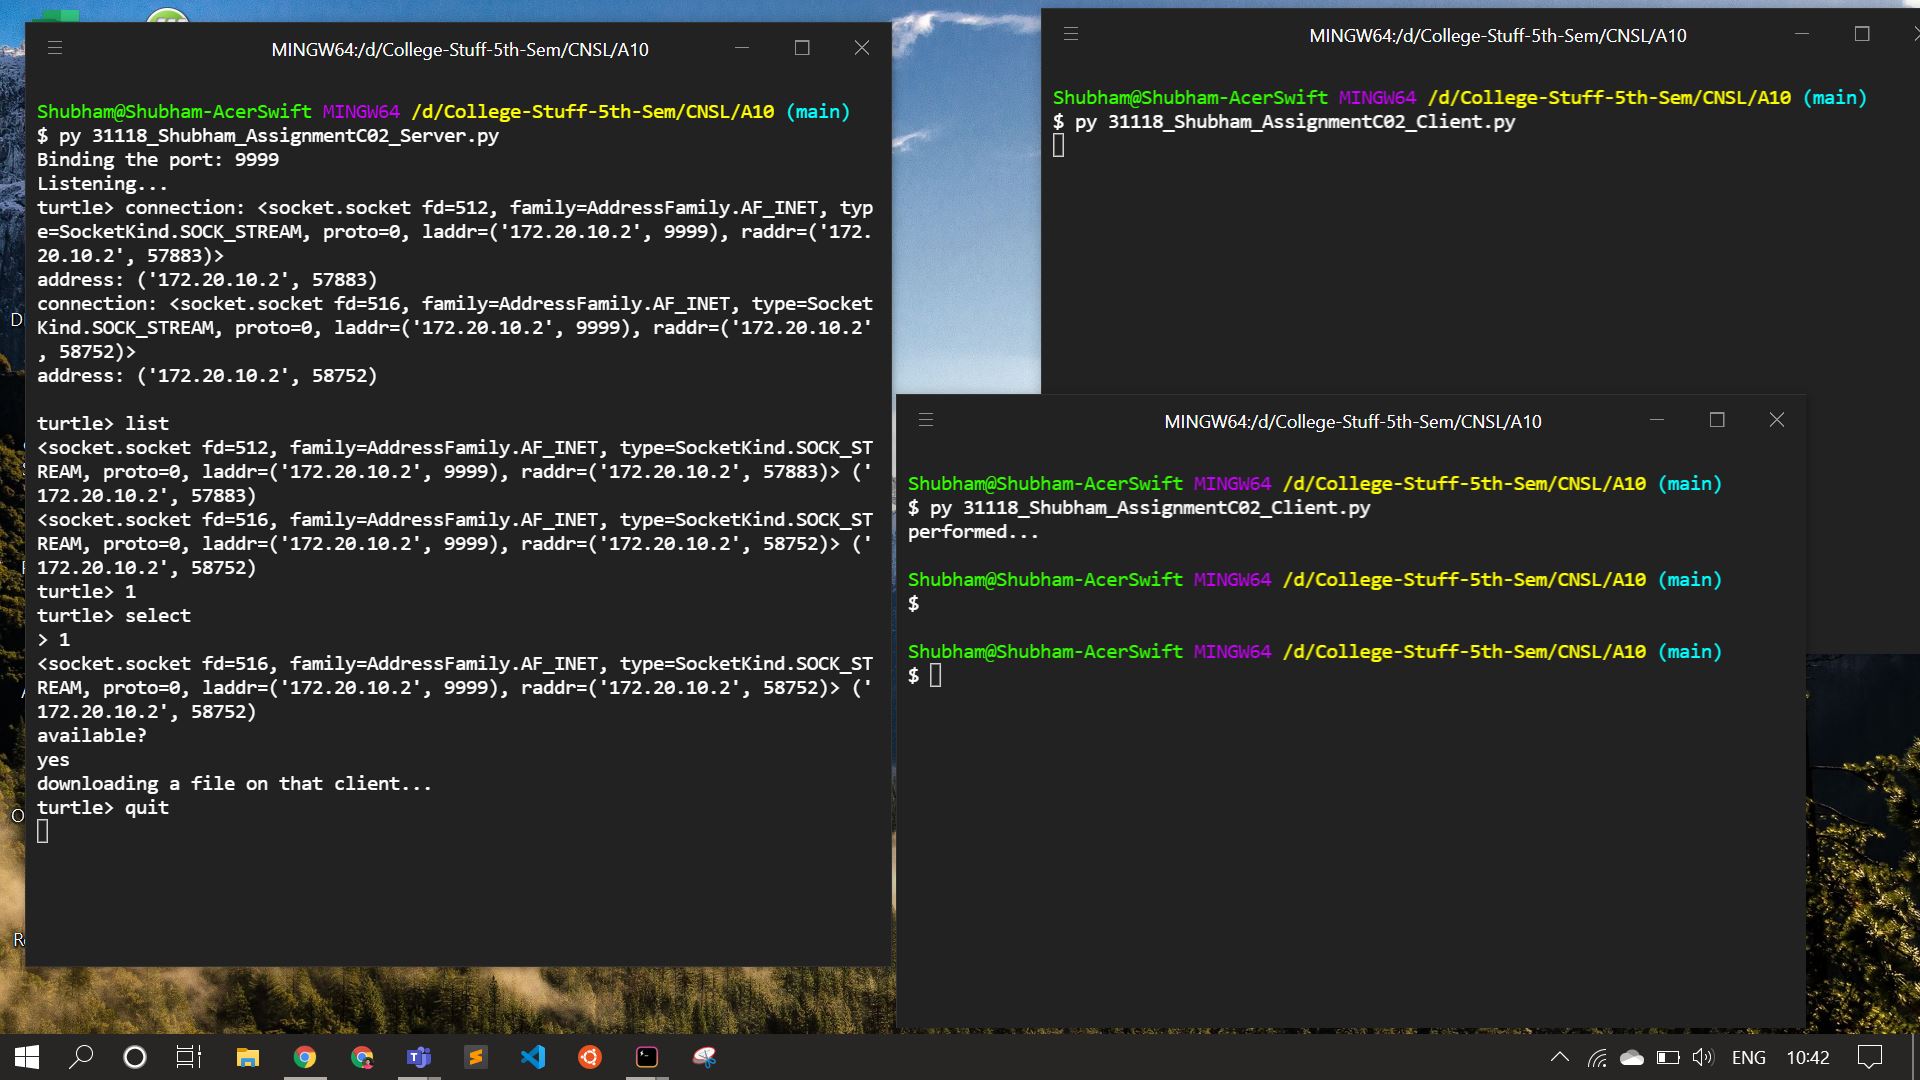 MINGW64:/d/College-Stuff-5th-Sem/CNSL/A10
Shubham@Shubham-AcerSwift MINGW64 /d/College-Stuff-5th-Sem/CNSL/A10 (main)
$ py 31118_Shubham_AssignmentC02_Server.py
Binding the port: 9999
Listening...
turtle> connection: <socket.socket fd=512, family=AddressFamily.AF_INET, typ
e=SocketKind.SOCK_STREAM, proto=0, laddr=('172.20.10.2', 9999), raddr=('172.
20.10.2', 57883)>
address: ('172.20.10.2', 57883)
connection: <socket.socket fd=516, family=AddressFamily.AF_INET, type=Socket
Kind.SOCK_STREAM, proto=0, laddr=('172.20.10.2', 9999), raddr=('172.20.10.2'
, 58752)>
address: ('172.20.10.2', 58752)
turtle> list
<socket.socket fd=512, family=AddressFamily.AF_INET, type=SocketKind.SOCK_ST
REAM, proto=0, laddr=('172.20.10.2', 9999), raddr=('172.20.10.2', 57883)> ('
172.20.10.2', 57883)
<socket.socket fd=516, family=AddressFamily.AF_INET, type=SocketKind.SOCK_ST
REAM, proto=0, laddr=('172.20.10.2', 9999), raddr=('172.20.10.2', 58752)> ('
172.20.10.2', 58752)
turtle> 1
turtle> select
> 1
<socket.socket fd=516, family=AddressFamily.AF_INET, type=SocketKind.SOCK_ST
REAM, proto=0, laddr=('172.20.10.2', 9999), raddr=('172.20.10.2', 58752)> ('
172.20.10.2', 58752)
available?
yes
downloading a file on that client...
turtle> quit
MINGW64:/d/College-Stuff-5th-Sem/CNSL/A10
Shubham@Shubham-AcerSwift MINGW64 /d/College-Stuff-5th-Sem/CNSL/A10 (main)
$ py 31118_Shubham_AssignmentC02_Client.py
MINGW64:/d/College-Stuff-5th-Sem/CNSL/A10
Shubham@Shubham-AcerSwift MINGW64 /d/College-Stuff-5th-Sem/CNSL/A10 (main)
$ py 31118_Shubham_AssignmentC02_Client.py
performed...
Shubham@Shubham-AcerSwift MINGW64 /d/College-Stuff-5th-Sem/CNSL/A10 (main)
$
Shubham@Shubham-AcerSwift MINGW64 /d/College-Stuff-5th-Sem/CNSL/A10 (main)
$
ENG 10:42